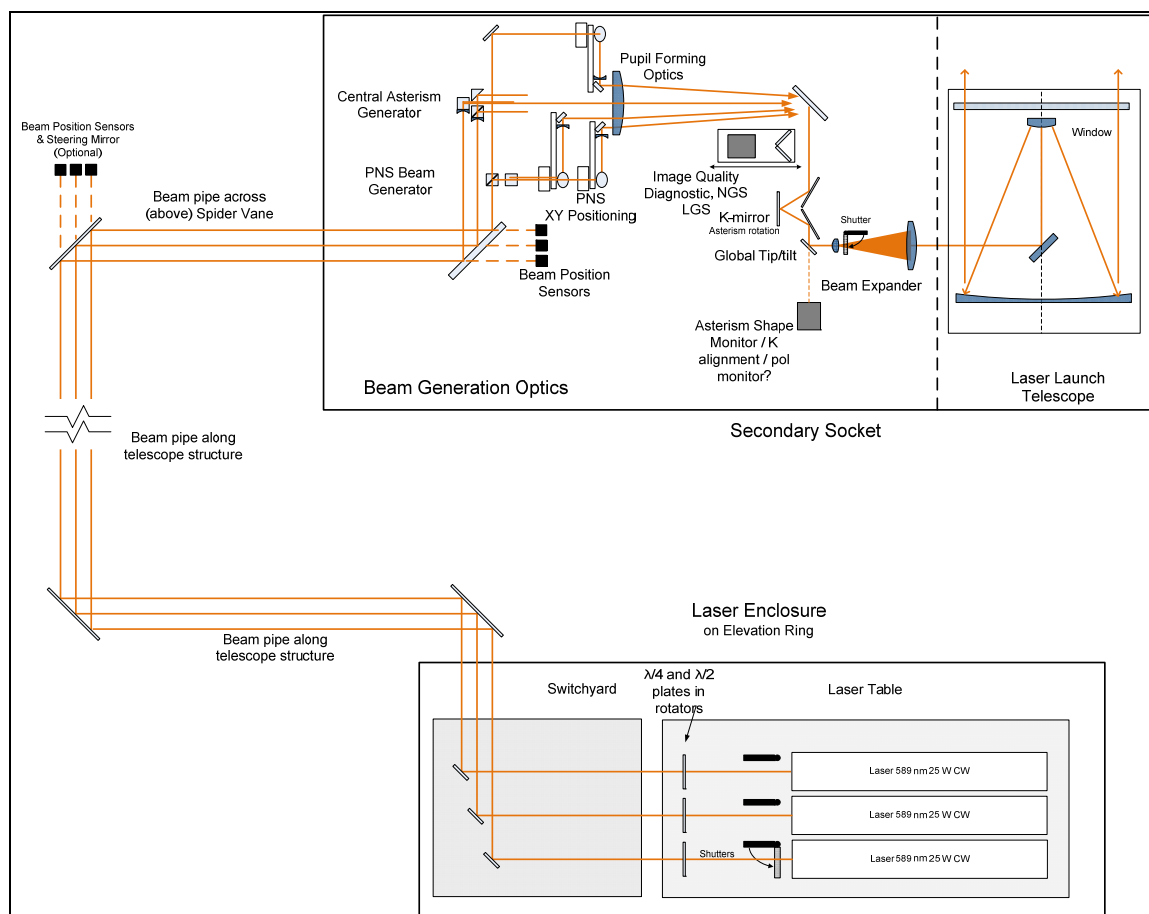 Beam Position Sensors
& Steering Mirror
(Optional)
Beam pipe across
(above) Spider Vane
Central Asterism
Generator
PNS Beam
Generator
Pupil Forming
Optics
PNS
XY Positioning
Beam Position
Sensors
Image Quality
Diagnostic, NGS
LGS
K-mirror
Asterism rotation
Global Tip/tilt
Shutter
Beam Expander
Asterism Shape
Monitor / K
alignment / pol
monitor?
Window
Laser Launch
Telescope
Beam Generation Optics
Secondary Socket
Beam pipe along
telescope structure
Beam pipe along
telescope structure
Laser Enclosure
on Elevation Ring
Switchyard
λ/4 and λ/2
plates in
rotators
Laser Table
Laser 589 nm 25 W CW
Laser 589 nm 25 W CW
Shutters
Laser 589 nm 25 W CW